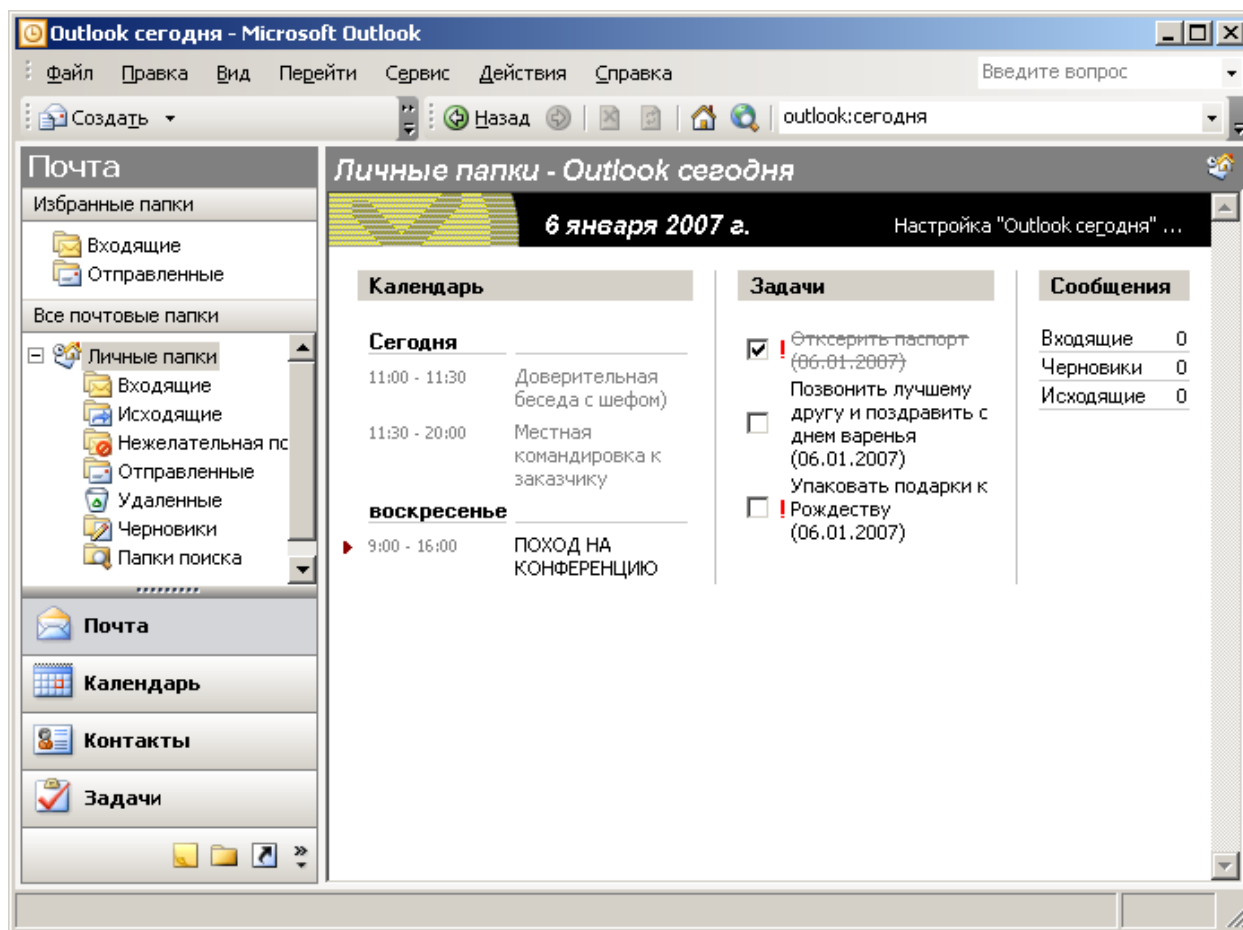 Outlook сегодня - Microsoft Outlook
Файл Правка Вид Перейти Сервис Действия Справка Введите вопрос
Создать Назад outlook:сегодня
Почта
Избранные папки
Входящие
Отправленные
Все почтовые папки
Личные папки
Входящие
Исходящие
Нежелательная пс
Отправленные
Удаленные
Черновики
Папки поиска
Почта
Календарь
Контакты
Задачи
Личные папки - Outlook сегодня
6 января 2007 г. Настройка "Outlook сегодня" ...
Календарь
Сегодня
11:00 - 11:30 Доверительная
беседа с шефом)
11:30 - 20:00 Местная
командировка к
заказчику
воскресенье
9:00 - 16:00 ПОХОД НА
КОНФЕРЕНЦИЮ
Задачи
! Отксерить паспорт
(06.01.2007)
Позвонить лучшему
другу и поздравить с
днем варенья
(06.01.2007)
Упаковать подарки к
! Рождеству
(06.01.2007)
Сообщения
Входящие 0
Черновики 0
Исходящие 0